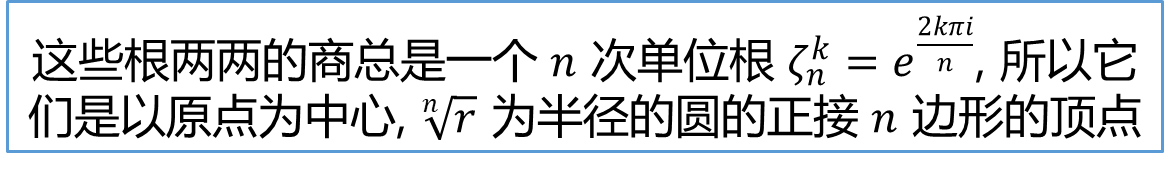 这些根两两的商总是一个 n 次单位根 ζ_n^k = e^{\frac{2kπi}{n}}, 所以它
们是以原点为中心, \sqrt[n]{r} 为半径的圆的正接 n 边形的顶点